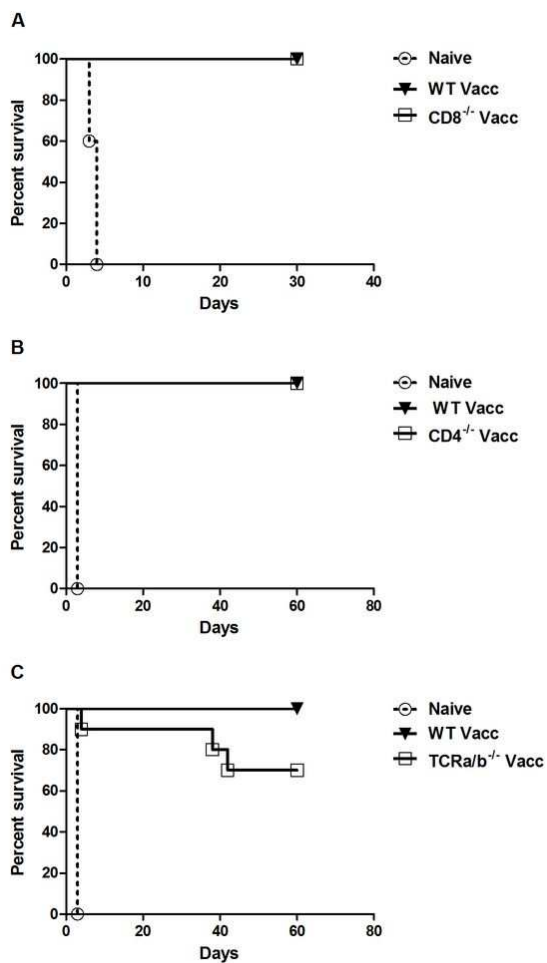 A
100
80
60
40
20
0
Percent survival
0 10 20 30 40
Days
Naive
WT Vacc
CD8-/- Vacc
B
100
80
60
40
20
0
Percent survival
0 20 40 60 80
Days
Naive
WT Vacc
CD4-/- Vacc
C
100
80
60
40
20
0
Percent survival
0 20 40 60 80
Days
Naive
WT Vacc
TCRa/b-/- Vacc